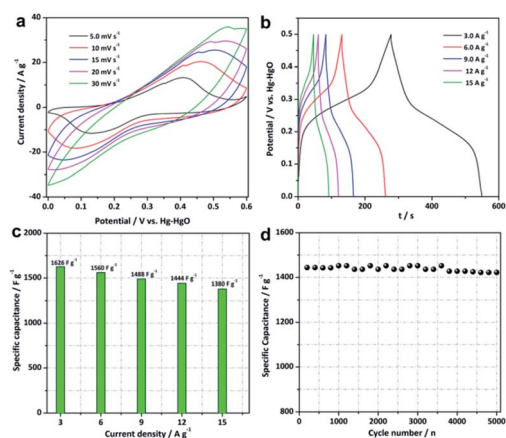 a
5.0 mV s⁻¹
10 mV s⁻¹
15 mV s⁻¹
20 mV s⁻¹
30 mV s⁻¹
40
20
0
-20
-40
Current density / A g⁻¹
0.0 0.1 0.2 0.3 0.4 0.5 0.6
Potential / V vs. Hg-HgO
b
3.0 A g⁻¹
6.0 A g⁻¹
9.0 A g⁻¹
12 A g⁻¹
15 A g⁻¹
0.5
0.4
0.3
0.2
0.1
0.0
Potential / V vs. Hg-HgO
0 200 400 600
t / s
c
2000
1500
1000
500
0
Specific capacitance / F g⁻¹
1626 F g⁻¹
1560 F g⁻¹
1488 F g⁻¹
1444 F g⁻¹
1380 F g⁻¹
3 6 9 12 15
Current density / A g⁻¹
d
1600
1400
1200
1000
800
Specific Capacitance / F g⁻¹
0 1000 2000 3000 4000 5000
Cycle number / n